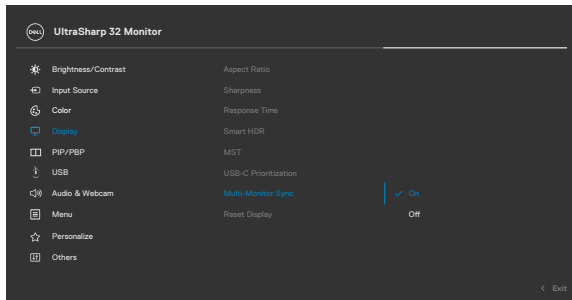 DELL UltraSharp 32 Monitor
Brightness/Contrast Aspect Ratio
Input Source Sharpness
Color Response Time
Display Smart HDR
PIP/PBP MST
USB USB-C Prioritization
Audio & Webcam Multi-Monitor Sync ✓ On
Menu Reset Display Off
Personalize
Others
< Exit